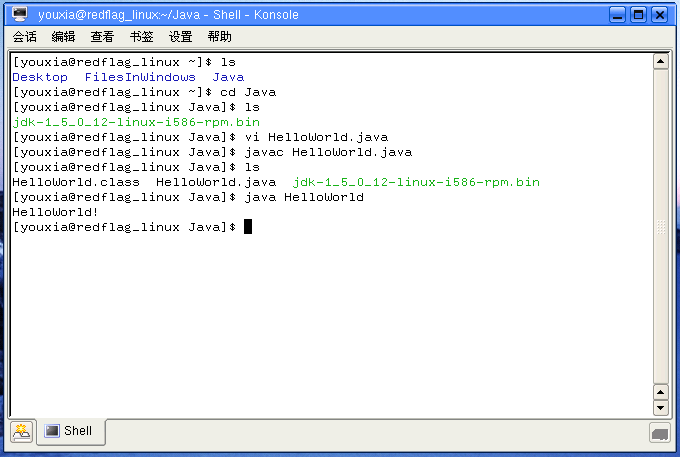 youxia@redflag_linux:~/Java - Shell - Konsole
会话 编辑 查看 书签 设置 帮助
[youxia@redflag_linux ~]$ ls
Desktop  FilesInWindows  Java
[youxia@redflag_linux ~]$ cd Java
[youxia@redflag_linux Java]$ ls
jdk-1_5_0_12-linux-i586-rpm.bin
[youxia@redflag_linux Java]$ vi HelloWorld.java
[youxia@redflag_linux Java]$ javac HelloWorld.java
[youxia@redflag_linux Java]$ ls
HelloWorld.class  HelloWorld.java  jdk-1_5_0_12-linux-i586-rpm.bin
[youxia@redflag_linux Java]$ java HelloWorld
HelloWorld!
[youxia@redflag_linux Java]$
Shell